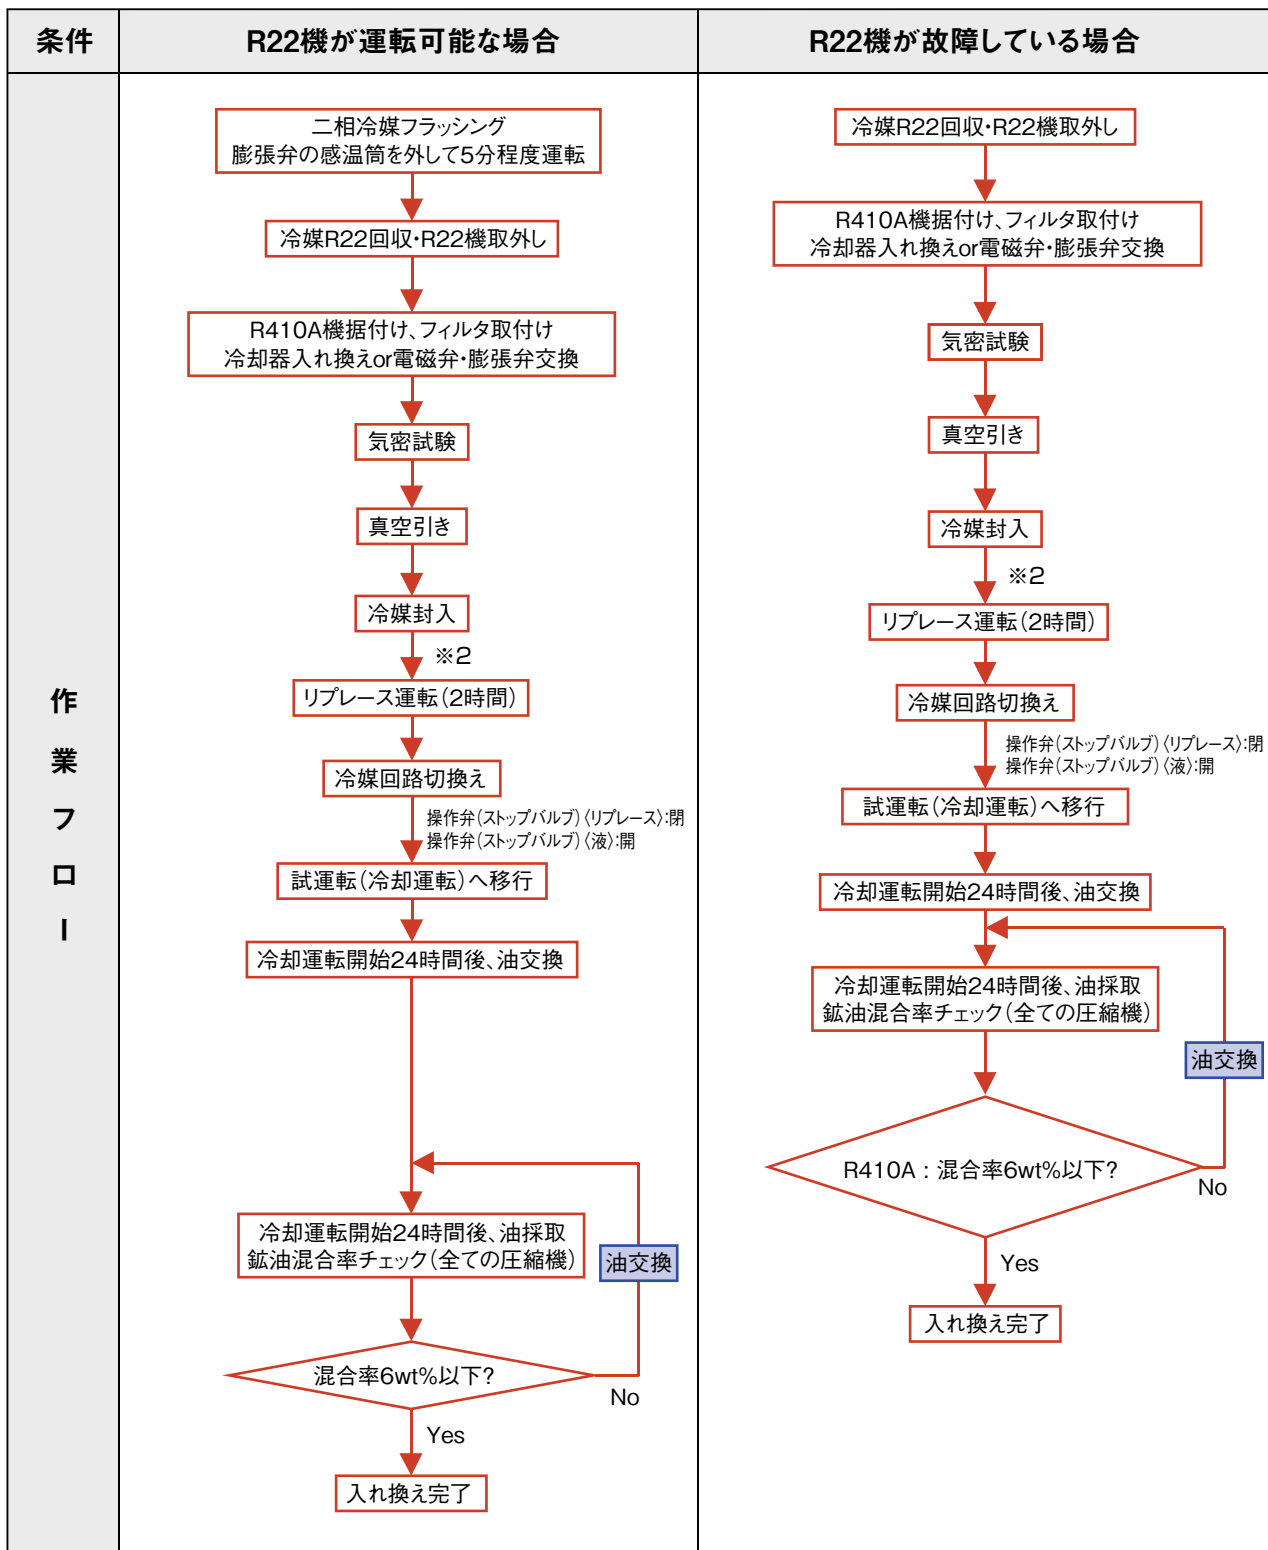 条件
R22機が運転可能な場合
R22機が故障している場合
作業フロー
二相冷媒フラッシング
膨張弁の感温筒を外して5分程度運転
冷媒R22回収・R22機取外し
R410A機据付け、フィルタ取付け
冷却器入れ換えor電磁弁・膨張弁交換
気密試験
真空引き
冷媒封入
※2
リプレース運転（2時間）
冷媒回路切換え
操作弁（ストップバルブ）〈リプレース〉：閉
操作弁（ストップバルブ）〈液〉：開
試運転（冷却運転）へ移行
冷却運転開始24時間後、油交換
冷却運転開始24時間後、油採取
鉱油混合率チェック（全ての圧縮機）
油交換
混合率6wt%以下?
No
Yes
入れ換え完了
冷媒R22回収・R22機取外し
R410A機据付け、フィルタ取付け
冷却器入れ換えor電磁弁・膨張弁交換
気密試験
真空引き
冷媒封入
※2
リプレース運転（2時間）
冷媒回路切換え
操作弁（ストップバルブ）〈リプレース〉：閉
操作弁（ストップバルブ）〈液〉：開
試運転（冷却運転）へ移行
冷却運転開始24時間後、油交換
冷却運転開始24時間後、油採取
鉱油混合率チェック（全ての圧縮機）
油交換
R410A：混合率6wt%以下?
No
Yes
入れ換え完了